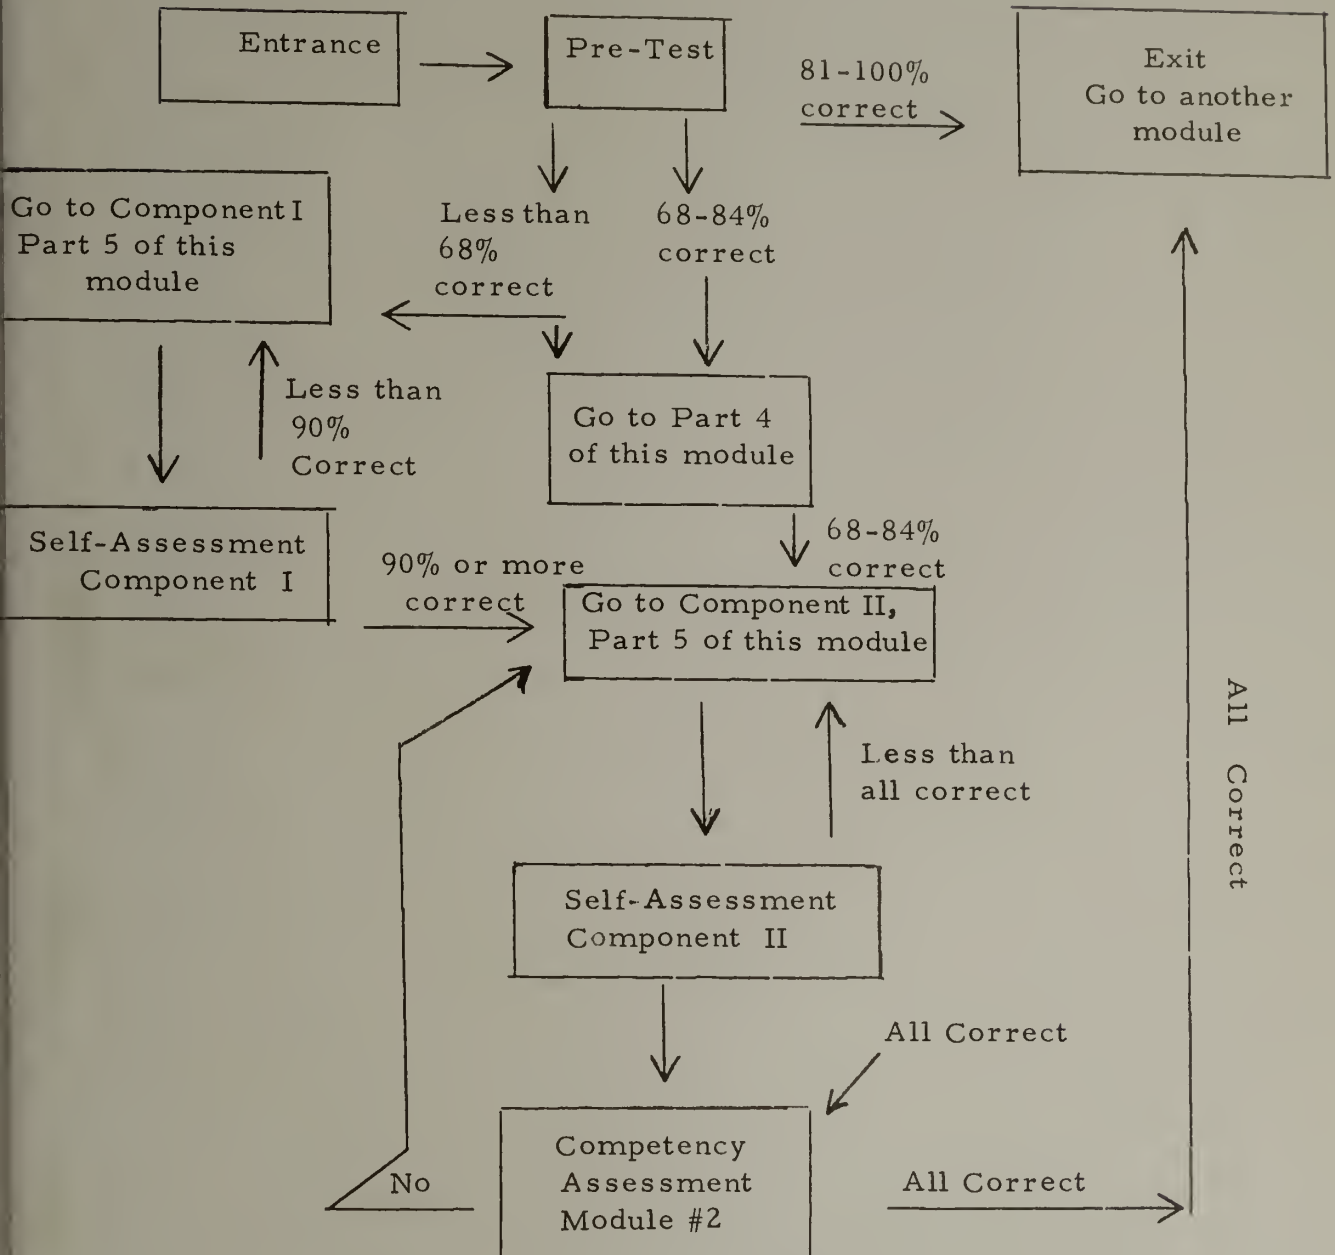 Entrance
Pre-Test
81-100%
correct
Exit
Go to another
module
Go to Component I
Part 5 of this
module
Less than
68%
correct
68-84%
correct
Less than
90%
Correct
Go to Part 4
of this module
Self-Assessment
Component I
90% or more
correct
68-84%
correct
Go to Component II,
Part 5 of this module
Less than
all correct
All Correct
Self-Assessment
Component II
All Correct
No
Competency
Assessment
Module #2
All Correct